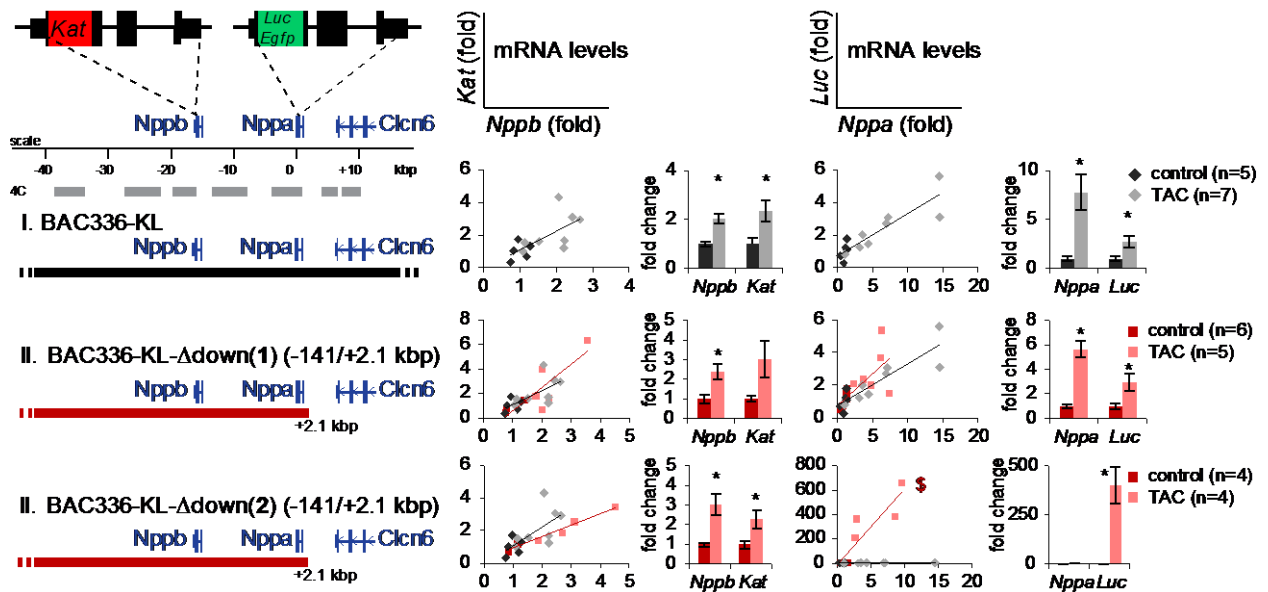 Kat
Luc
Egfp
Nppb Nppa Clcn6
scale
-40 -30 -20 -10 0 +10 kbp
4C
Kat (fold)
mRNA levels
Nppb (fold)
Luc (fold)
mRNA levels
Nppa (fold)
I. BAC336-KL
Nppb Nppa Clcn6
6
4
2
0
0 1 2 3 4
fold change
4
2
0
* *
Nppb Kat
6
4
2
0
0 5 10 15 20
fold change
10
5
0
* *
Nppa Luc
control (n=5)
TAC (n=7)
II. BAC336-KL-Δdown(1) (-141/+2.1 kbp)
Nppb Nppa Clcn6
+2.1 kbp
6
4
2
0
0 1 2 3 4 5
fold change
5
4
3
2
1
0
*
Nppb Kat
6
4
2
0
0 5 10 15 20
fold change
5
0
* *
Nppa Luc
control (n=6)
TAC (n=5)
II. BAC336-KL-Δdown(2) (-141/+2.1 kbp)
Nppb Nppa Clcn6
+2.1 kbp
6
4
2
0
0 1 2 3 4 5
fold change
5
4
3
2
1
0
* *
Nppb Kat
800
600
400
200
0
$
0 5 10 15 20
fold change
500
250
0
*
Nppa Luc
control (n=4)
TAC (n=4)